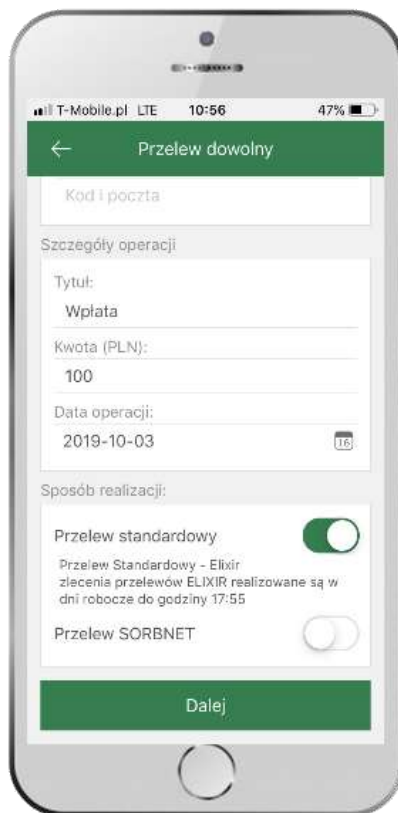 T-Mobile.pl LTE 10:56 47%
Przelew dowolny
Kod i poczta
Szczegóły operacji
Tytuł:
Wpłata
Kwota (PLN):
100
Data operacji:
2019-10-03
16
Sposób realizacji:
Przelew standardowy
Przelew Standardowy - Elixir
zlecenia przelewów ELIXIR realizowane są w
dni robocze do godziny 17:55
Przelew SORBNET
Dalej